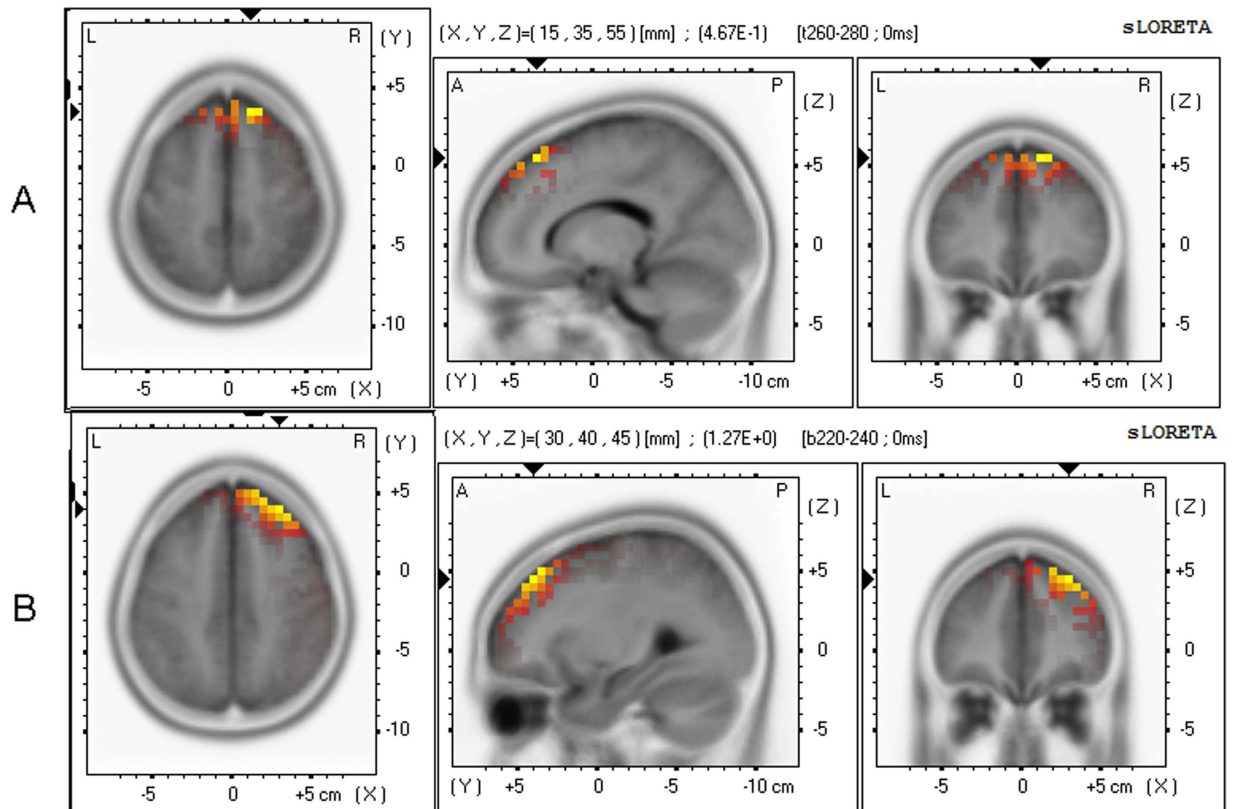 (X, Y, Z)=( 15 , 35 , 55 ) [mm] ; (4.67E-1) [t260-280 ; 0ms] sLORETA
L R (Y)
A P (Z)
L R (Z)
+5
0
-5
-10
+5
0
-5
+5
0
-5
A
-5 0 +5 cm (X)
(Y) +5 0 -5 -10 cm
-5 0 +5 cm (X)
(X, Y, Z)=( 30 , 40 , 45 ) [mm] ; (1.27E+0) [b220-240 ; 0ms] sLORETA
L R (Y)
A P (Z)
L R (Z)
+5
0
-5
-10
+5
0
-5
+5
0
-5
B
-5 0 +5 cm (X)
(Y) +5 0 -5 -10 cm
-5 0 +5 cm (X)